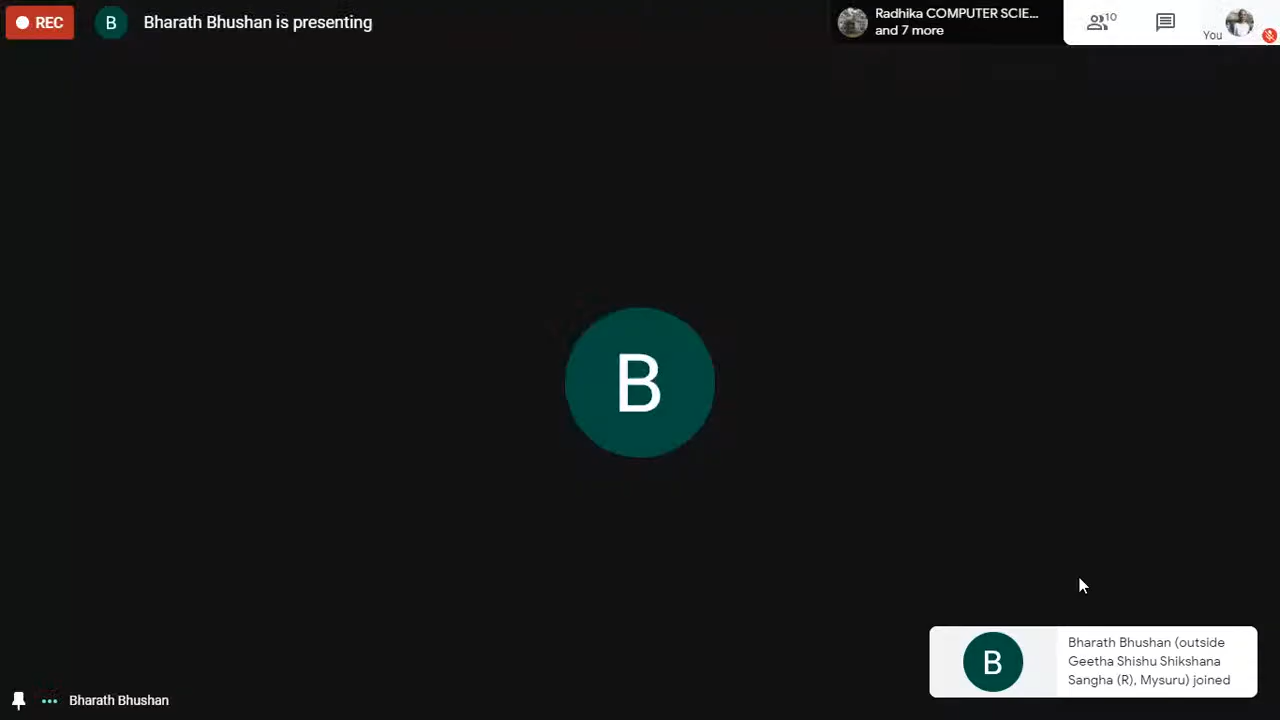 REC
B
Bharath Bhushan is presenting
Radhika COMPUTER SCIE...
and 7 more
10
You
B
B
Bharath Bhushan (outside
Geetha Shishu Shikshana
Sangha (R), Mysuru) joined
Bharath Bhushan